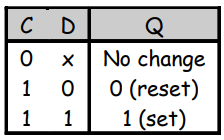 C D Q
0 x No change
1 0 0 (reset)
1 1 1 (set)